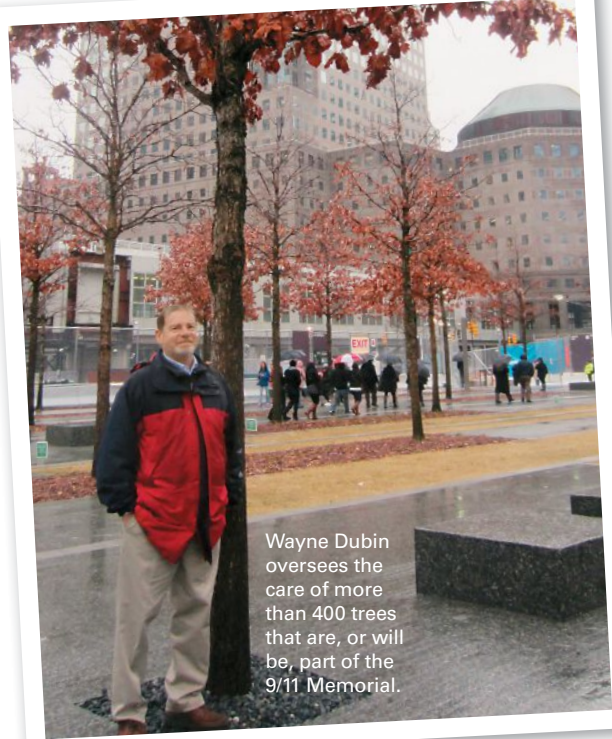 EXIT
Wayne Dubin
oversees the
care of more
than 400 trees
that are, or will
be, part of the
9/11 Memorial.